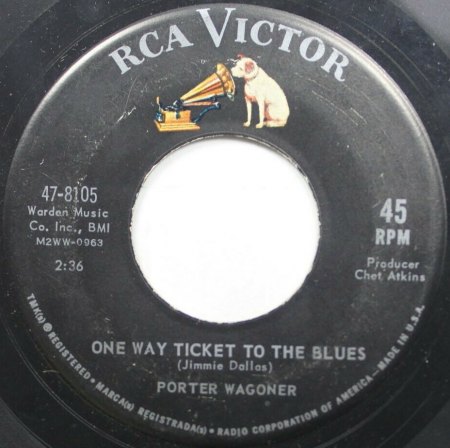 RCA VICTOR
47-8105
Warden Music
Co. Inc., BMI
M2WW-0963
2:36
45
RPM
Producer
Chet Atkins
ONE WAY TICKET TO THE BLUES
(Jimmie Dallas)
PORTER WAGONER
TMK(s) ® REGISTERED • MARCA(s) REGISTRADA(s) • RADIO CORPORATION OF AMERICA—MADE IN U.S.A.